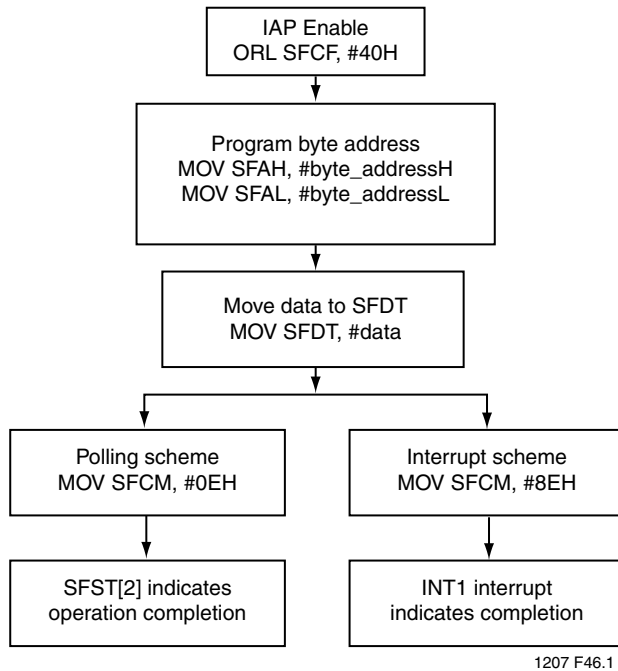 IAP Enable
ORL SFCF, #40H
Program byte address
MOV SFAH, #byte_addressH
MOV SFAL, #byte_addressL
Move data to SFDT
MOV SFDT, #data
Polling scheme
MOV SFCM, #0EH
Interrupt scheme
MOV SFCM, #8EH
SFST[2] indicates
operation completion
INT1 interrupt
indicates completion
1207 F46.1